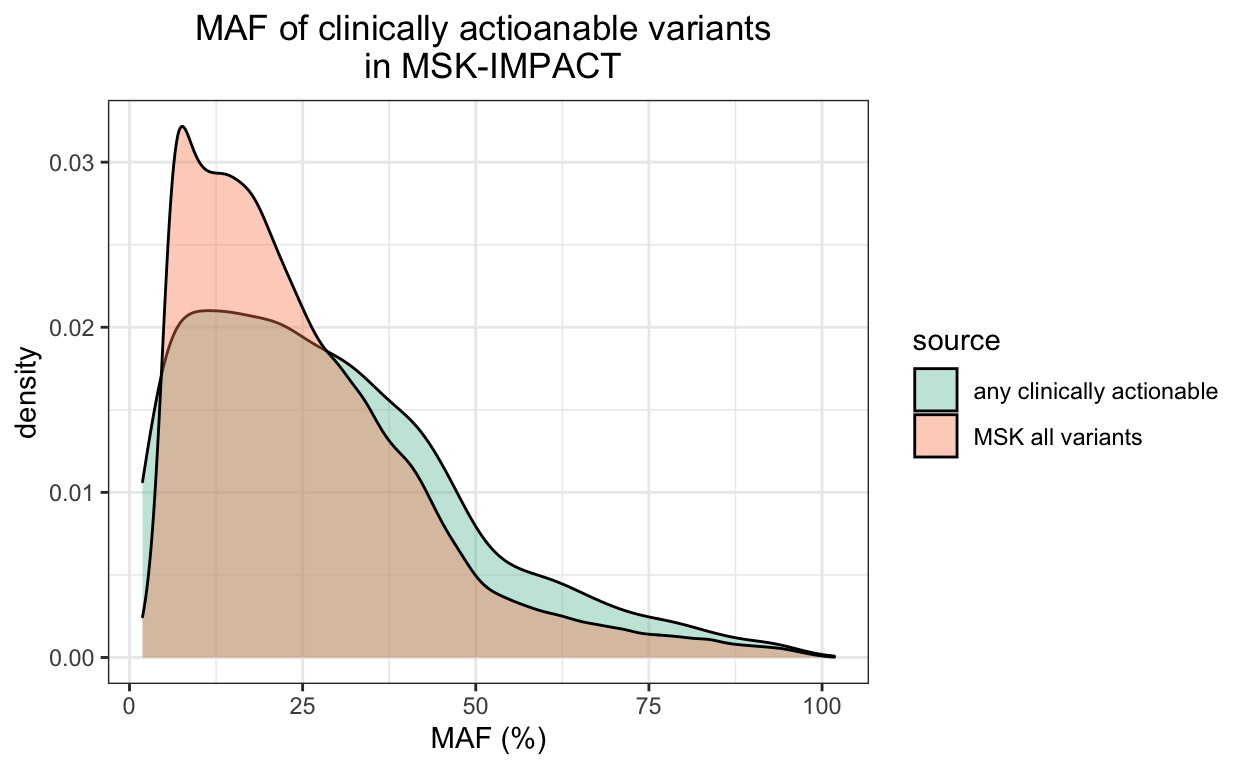 MAF of clinically actioanable variants
in MSK-IMPACT
0.03
0.02
0.01
0.00
density
0 25 50 75 100
MAF (%)
source
any clinically actionable
MSK all variants